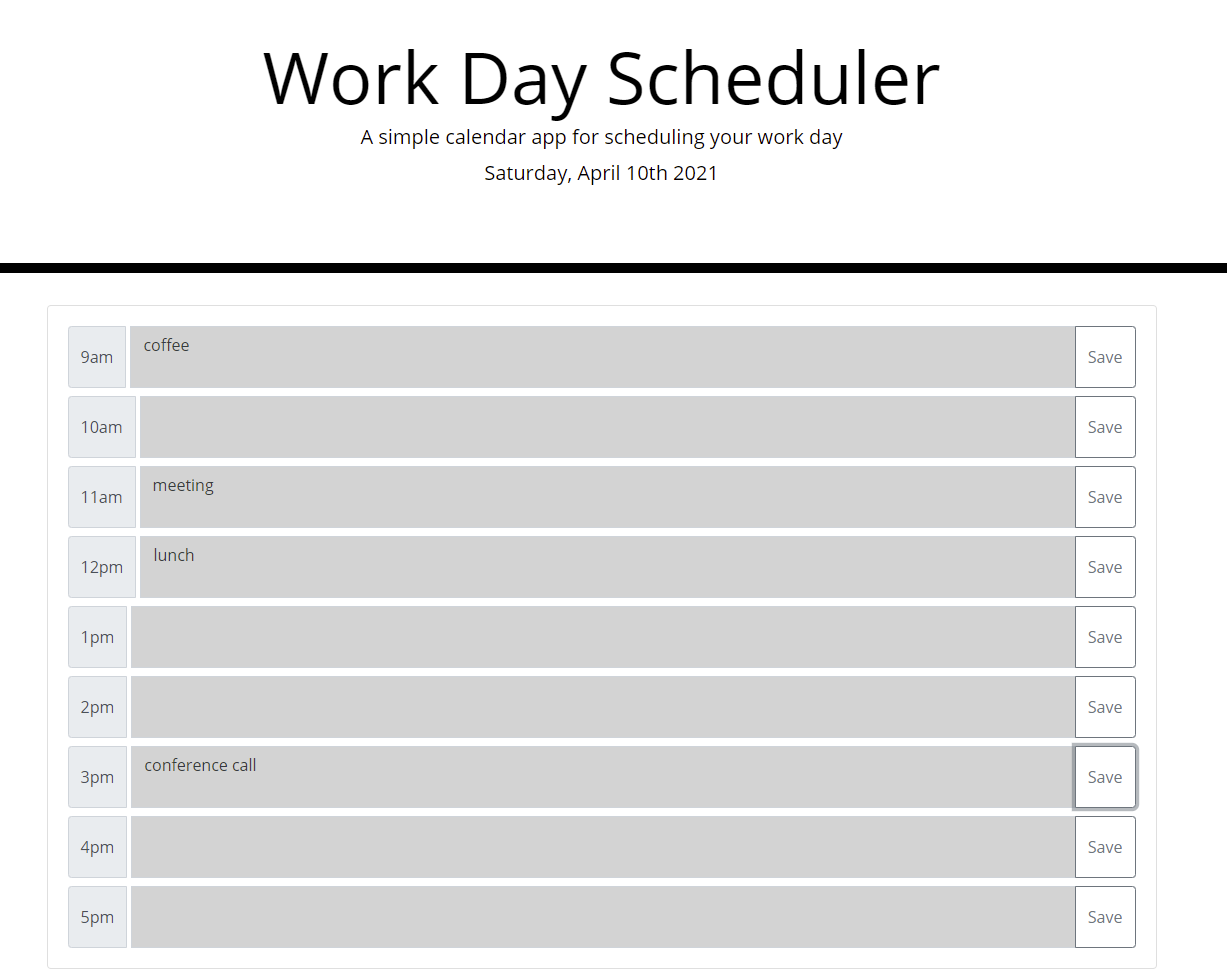 Work Day Scheduler
A simple calendar app for scheduling your work day
Saturday, April 10th 2021
9am coffee Save
10am Save
11am meeting Save
12pm lunch Save
1pm Save
2pm Save
3pm conference call Save
4pm Save
5pm Save